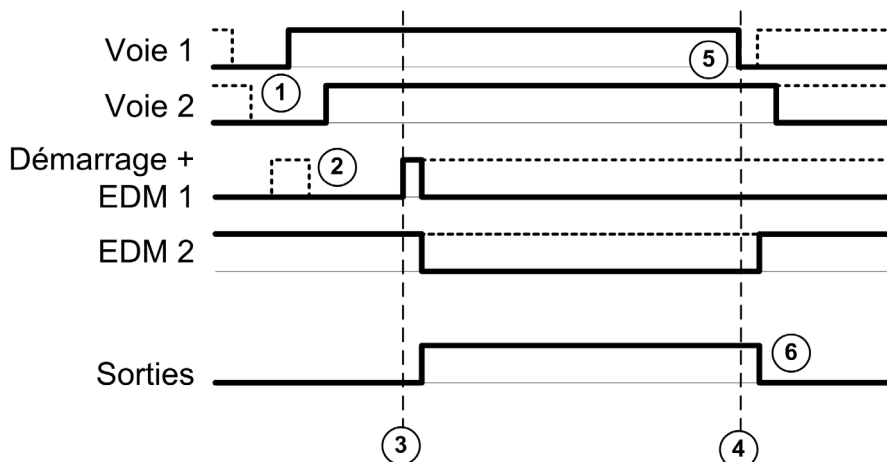 Voie 1
5
1
Voie 2
Démarrage +
2
EDM 1
EDM 2
6
Sorties
3
4